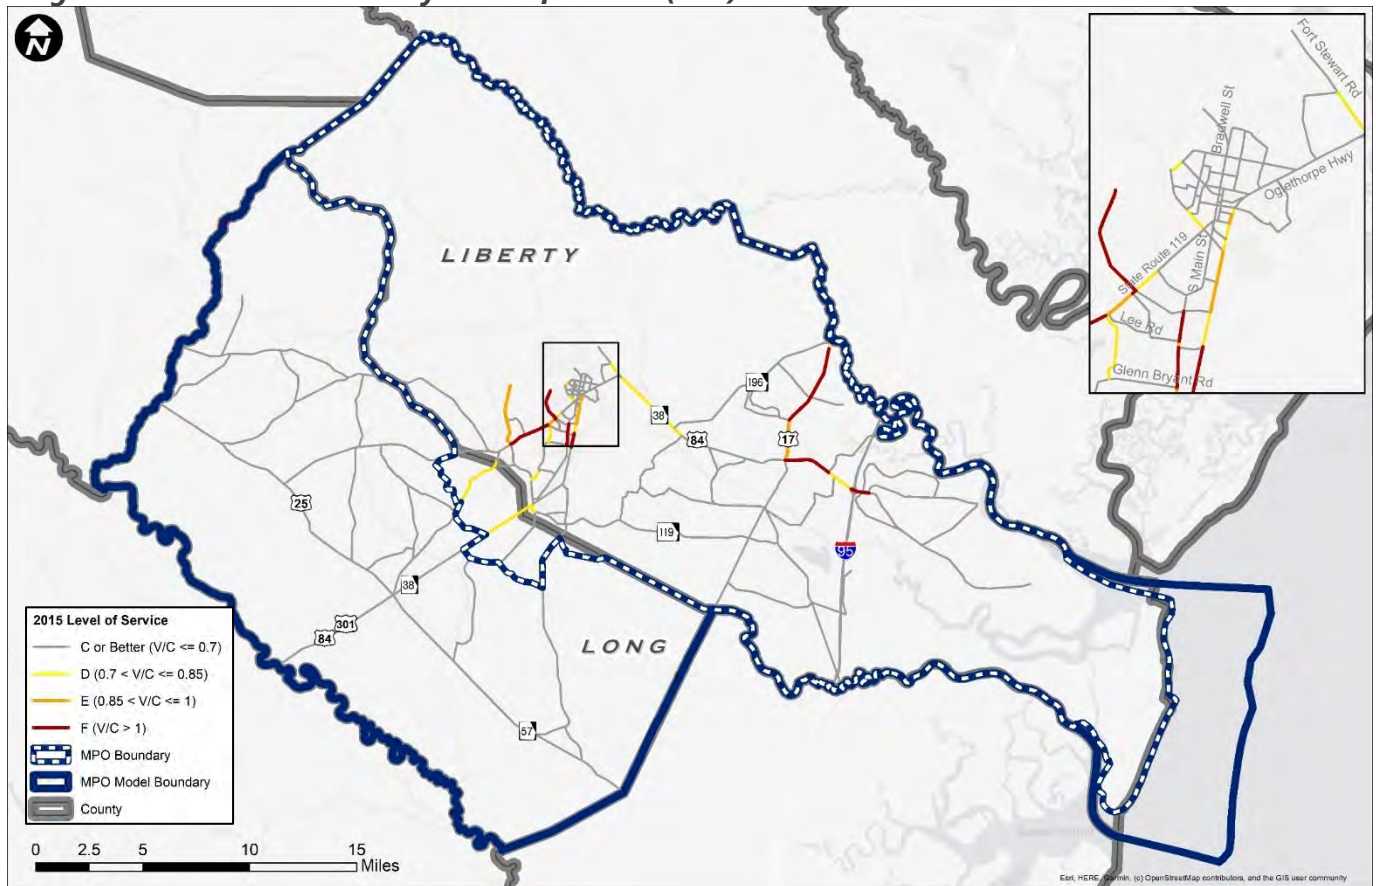 N
Fort Stewart Rd
Bradwell St
Oglethorpe Hwy
State Route 119
S Main St
Lee Rd
Glenn Bryant Rd
LIBERTY
196
38
84
17
25
119
95
38
301
84
LONG
57
2015 Level of Service
C or Better (V/C <= 0.7)
D (0.7 < V/C <= 0.85)
E (0.85 < V/C <= 1)
F (V/C > 1)
MPO Boundary
MPO Model Boundary
County
0 2.5 5 10 15
Miles
Esri, HERE, Garmin, (c) OpenStreetMap contributors, and the GIS user community